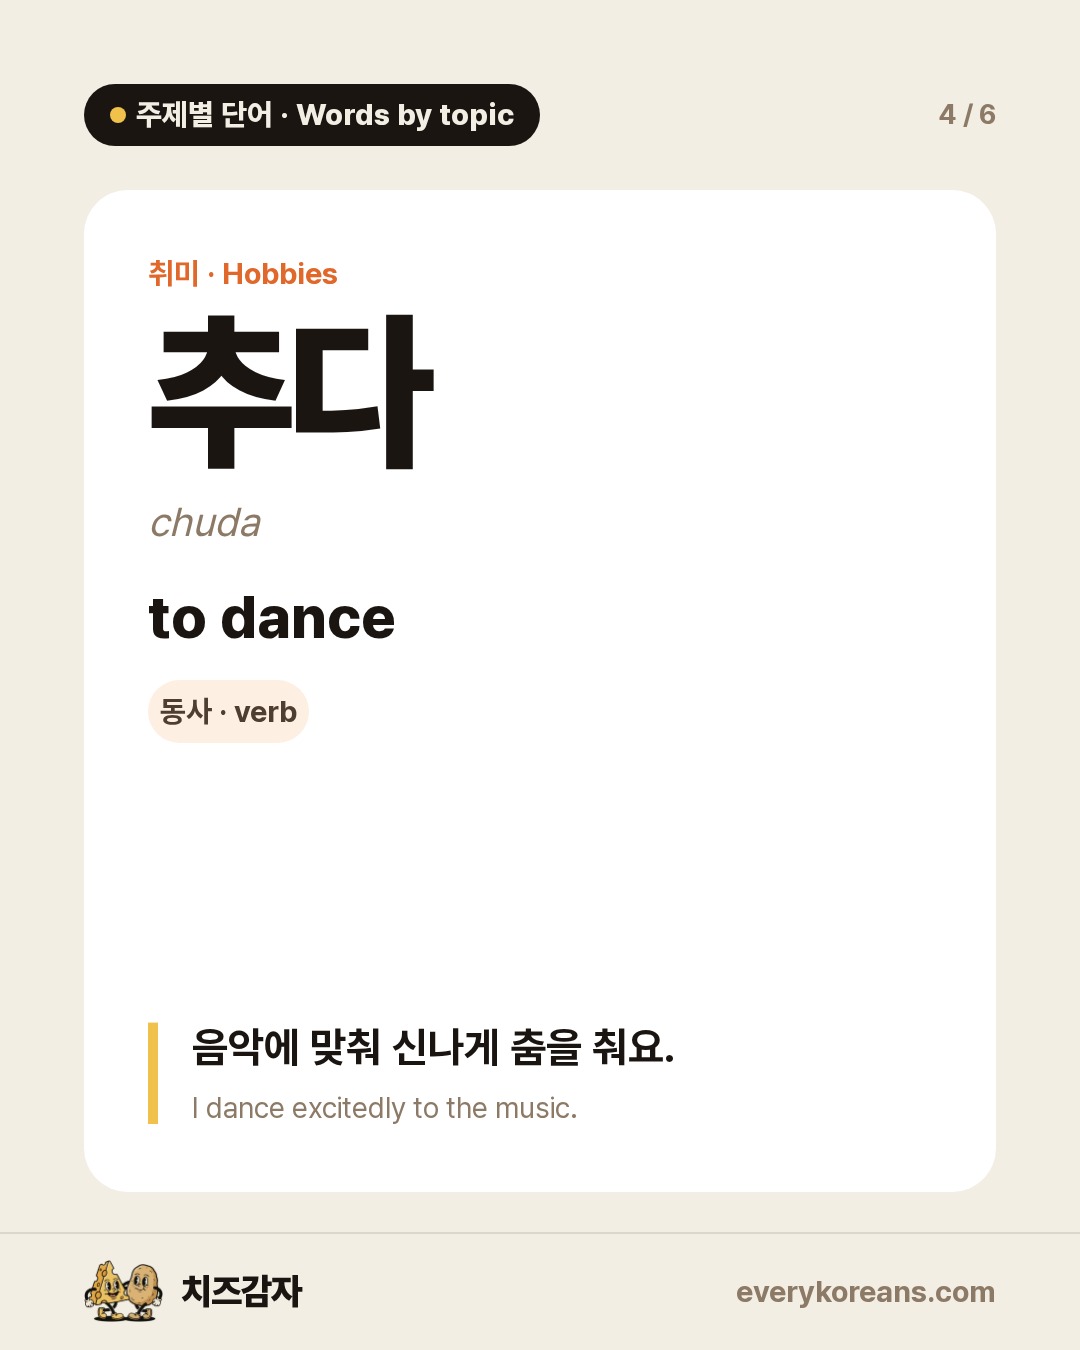 주제별 단어 · Words by topic
4 / 6
취미 · Hobbies
추다
chuda
to dance
동사 · verb
음악에 맞춰 신나게 춤을 춰요.
I dance excitedly to the music.
치즈감자
everykoreans.com